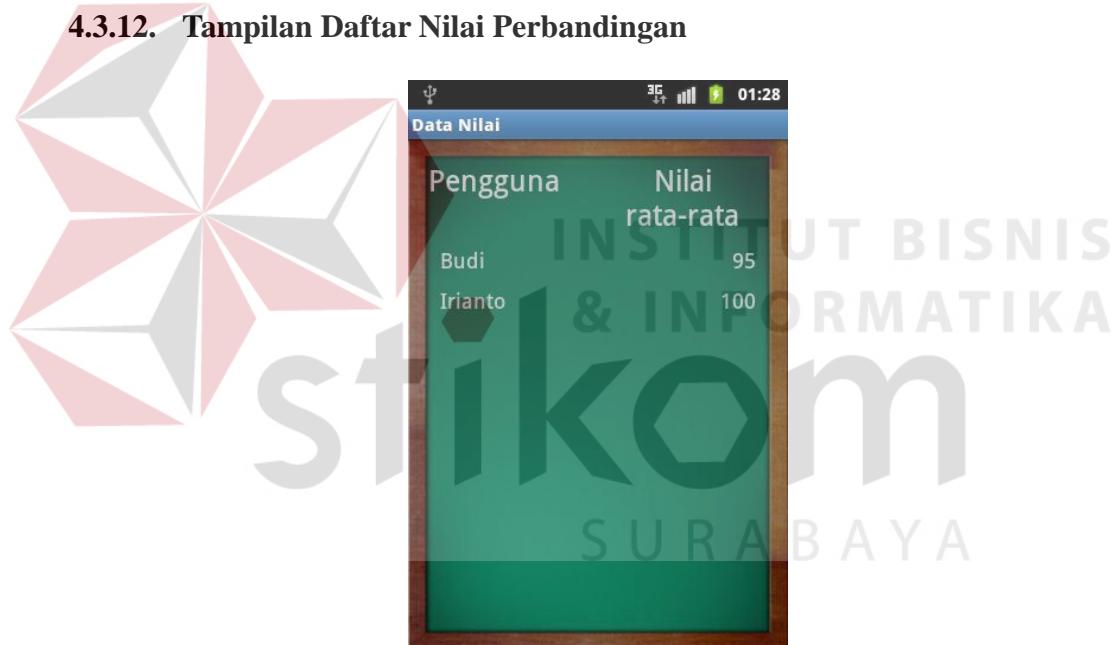 4.3.12. Tampilan Daftar Nilai Perbandingan
3G 01:28
Data Nilai
Pengguna Nilai
rata-rata
Budi 95
Irianto 100
INSTITUT BISNIS
& INFORMATIKA
stikom
SURABAYA